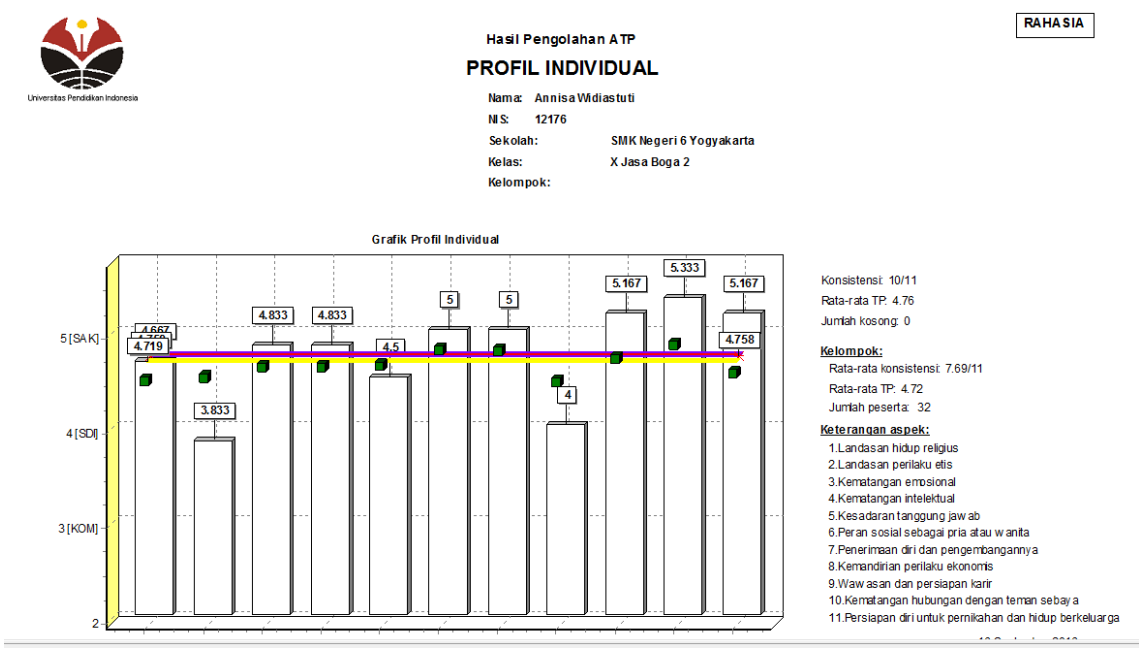 RAHASIA
Universitas Pendidikan Indonesia
Hasil Pengolahan ATP
PROFIL INDIVIDUAL
Nama: Annisa Widiastuti
NIS: 12176
Sekolah: SMK Negeri 6 Yogyakarta
Kelas: X Jasa Boga 2
Kelompok:
Grafik Profil Individual
5 [SAK]
4 [SDI]
3 [KOM]
2
4.667
4.719
3.833
4.833
4.833
4.5
5
5
4
5.167
5.333
5.167
4.758
Konsistensi: 10/11
Rata-rata TP: 4.76
Jumlah kosong: 0
Kelompok:
Rata-rata konsistensi: 7.69/11
Rata-rata TP: 4.72
Jumlah peserta: 32
Keterangan aspek:
1.Landasan hidup religius
2.Landasan perilaku etis
3.Kematangan emosional
4.Kematangan intelektual
5.Kesadaran tanggung jawab
6.Peran sosial sebagai pria atau wanita
7.Penerimaan diri dan pengembangannya
8.Kemandirian perilaku ekonomis
9.Wawasan dan persiapan karir
10.Kematangan hubungan dengan teman sebaya
11.Persiapan diri untuk pernikahan dan hidup berkeluarga